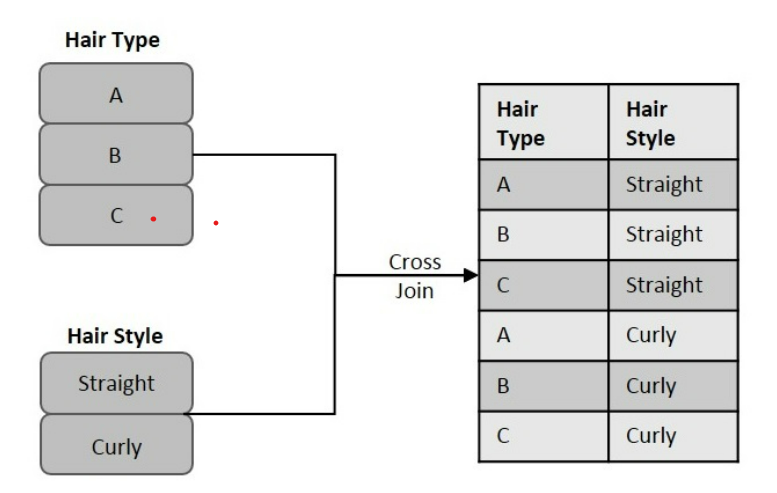 Hair Type
A
B
C
Hair Style
Straight
Curly
Cross
Join
Hair Hair
Type Style
A Straight
B Straight
C Straight
A Curly
B Curly
C Curly